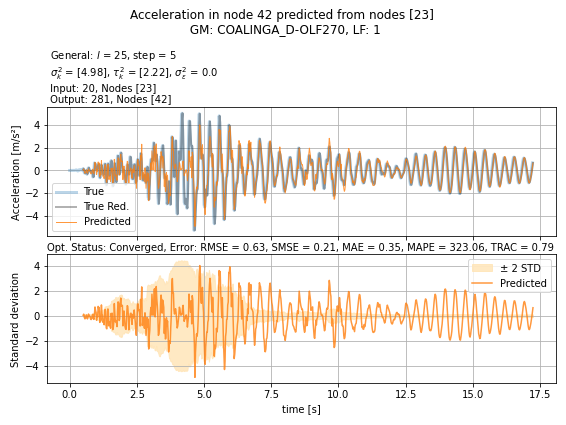 Acceleration in node 42 predicted from nodes [23]
GM: COALINGA_D-OLF270, LF: 1
General: l = 25, step = 5
σ²ₖ = [4.98], τ²ₖ = [2.22], σ²_ε = 0.0
Input: 20, Nodes [23]
Output: 281, Nodes [42]
Acceleration [m/s²]
4
2
0
−2
−4
True
True Red.
Predicted
Opt. Status: Converged, Error: RMSE = 0.63, SMSE = 0.21, MAE = 0.35, MAPE = 323.06, TRAC = 0.79
Standard deviation
4
2
0
−2
−4
± 2 STD
Predicted
0.0 2.5 5.0 7.5 10.0 12.5 15.0 17.5
time [s]